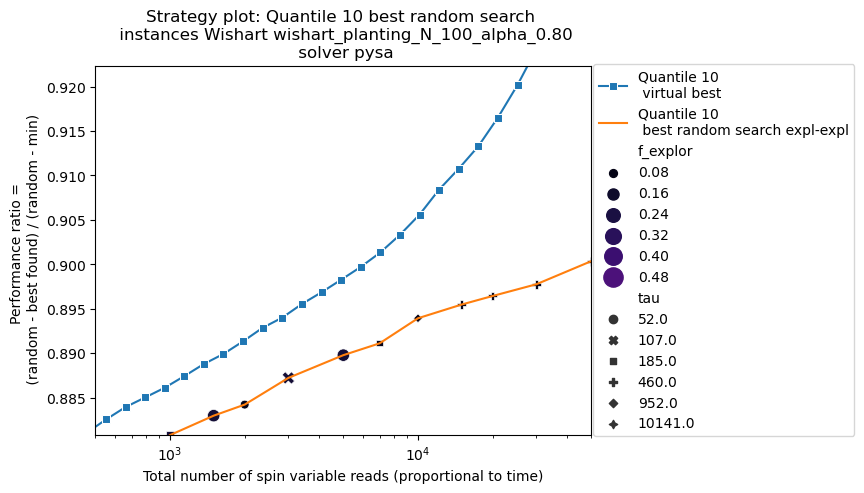 Strategy plot: Quantile 10 best random search
instances Wishart wishart_planting_N_100_alpha_0.80
solver pysa
Performance ratio =
(random - best found) / (random - min)
0.920
0.915
0.910
0.905
0.900
0.895
0.890
0.885
10³
10⁴
Total number of spin variable reads (proportional to time)
Quantile 10
virtual best
Quantile 10
best random search expl-expl
f_explor
0.08
0.16
0.24
0.32
0.40
0.48
tau
52.0
107.0
185.0
460.0
952.0
10141.0